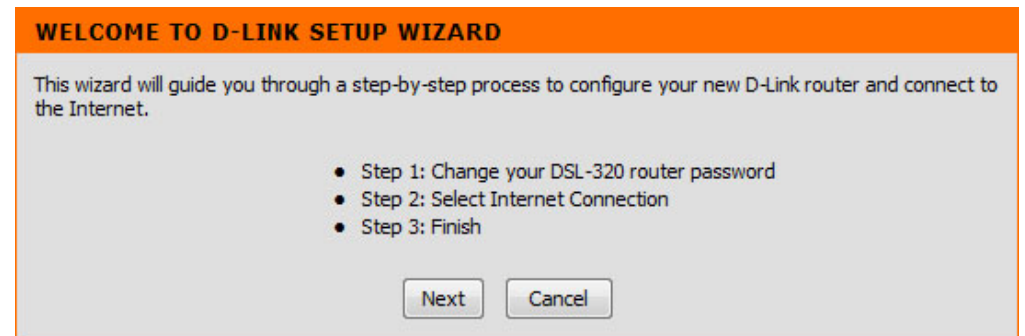 WELCOME TO D-LINK SETUP WIZARD
This wizard will guide you through a step-by-step process to configure your new D-Link router and connect to
the Internet.
● Step 1: Change your DSL-320 router password
● Step 2: Select Internet Connection
● Step 3: Finish
Next Cancel